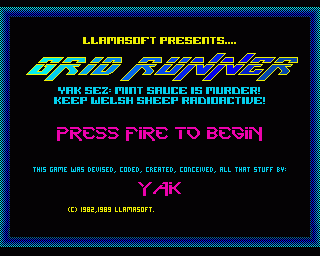 LLAMASOFT PRESENTS....
GRID RUNNER
YAK SEZ: MINT SAUCE IS MURDER!
KEEP WELSH SHEEP RADIOACTIVE!
PRESS FIRE TO BEGIN
THIS GAME WAS DEVISED, CODED, CREATED, CONCEIVED, ALL THAT STUFF BY:
YAK
(C) 1982,1989 LLAMASOFT.